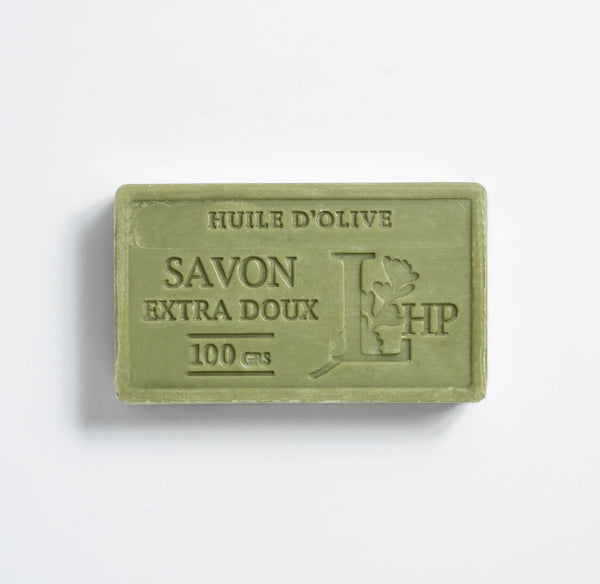 HUILE D'OLIVE
SAVON
EXTRA DOUX
100 GRS
LHP